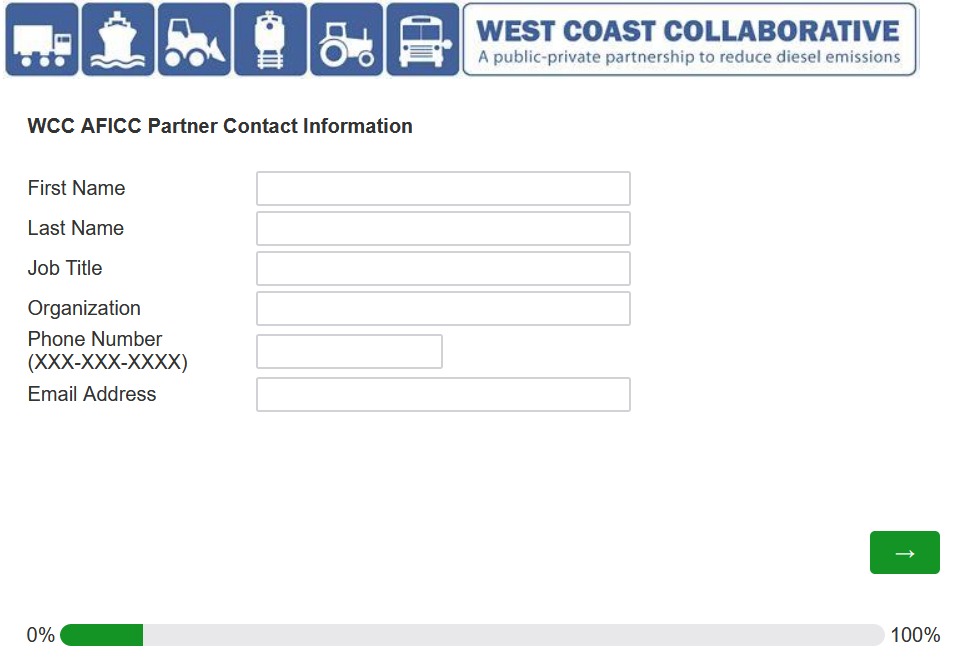 WEST COAST COLLABORATIVE
A public-private partnership to reduce diesel emissions
WCC AFICC Partner Contact Information
First Name
Last Name
Job Title
Organization
Phone Number
(XXX-XXX-XXXX)
Email Address
→
0% 100%